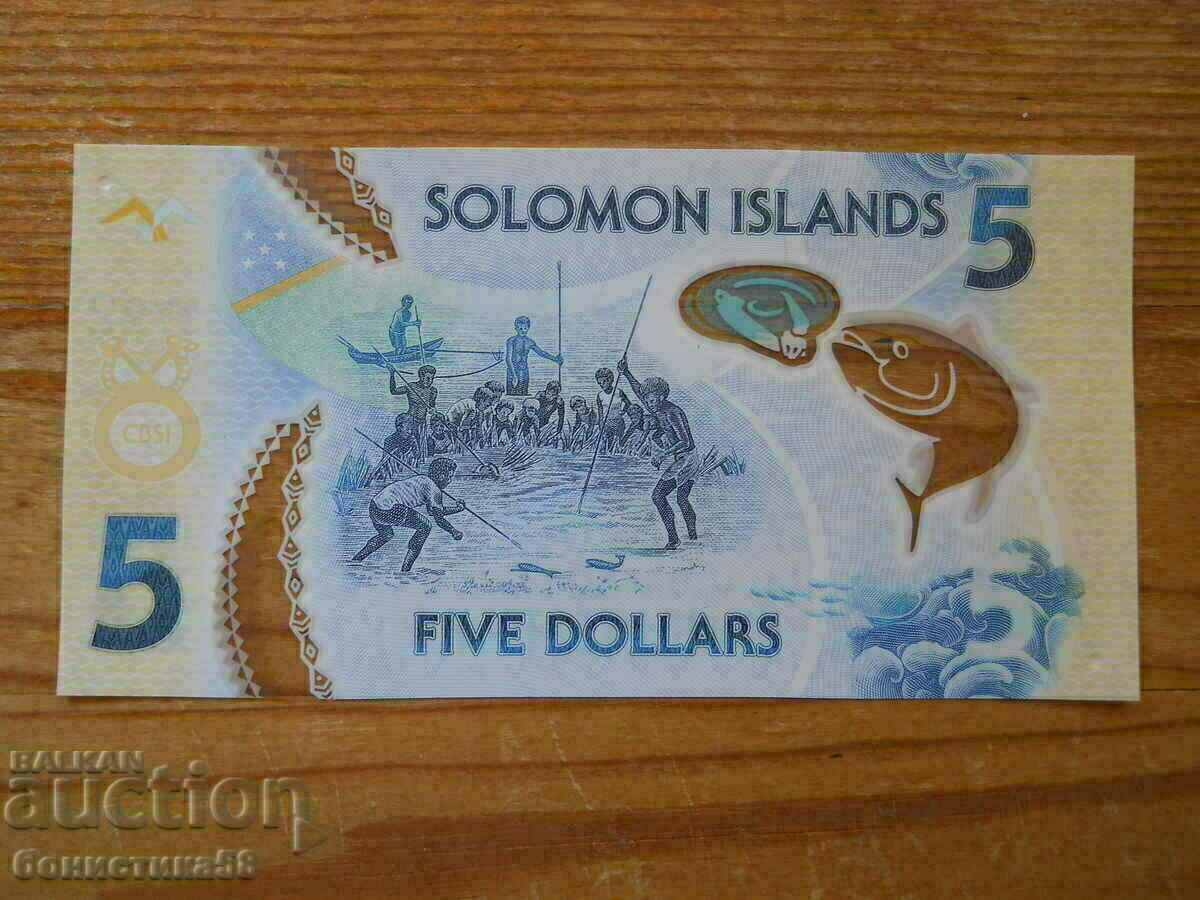 SOLOMON ISLANDS
5
CBSI
5
FIVE DOLLARS
BALKAN
auction
бонистика58